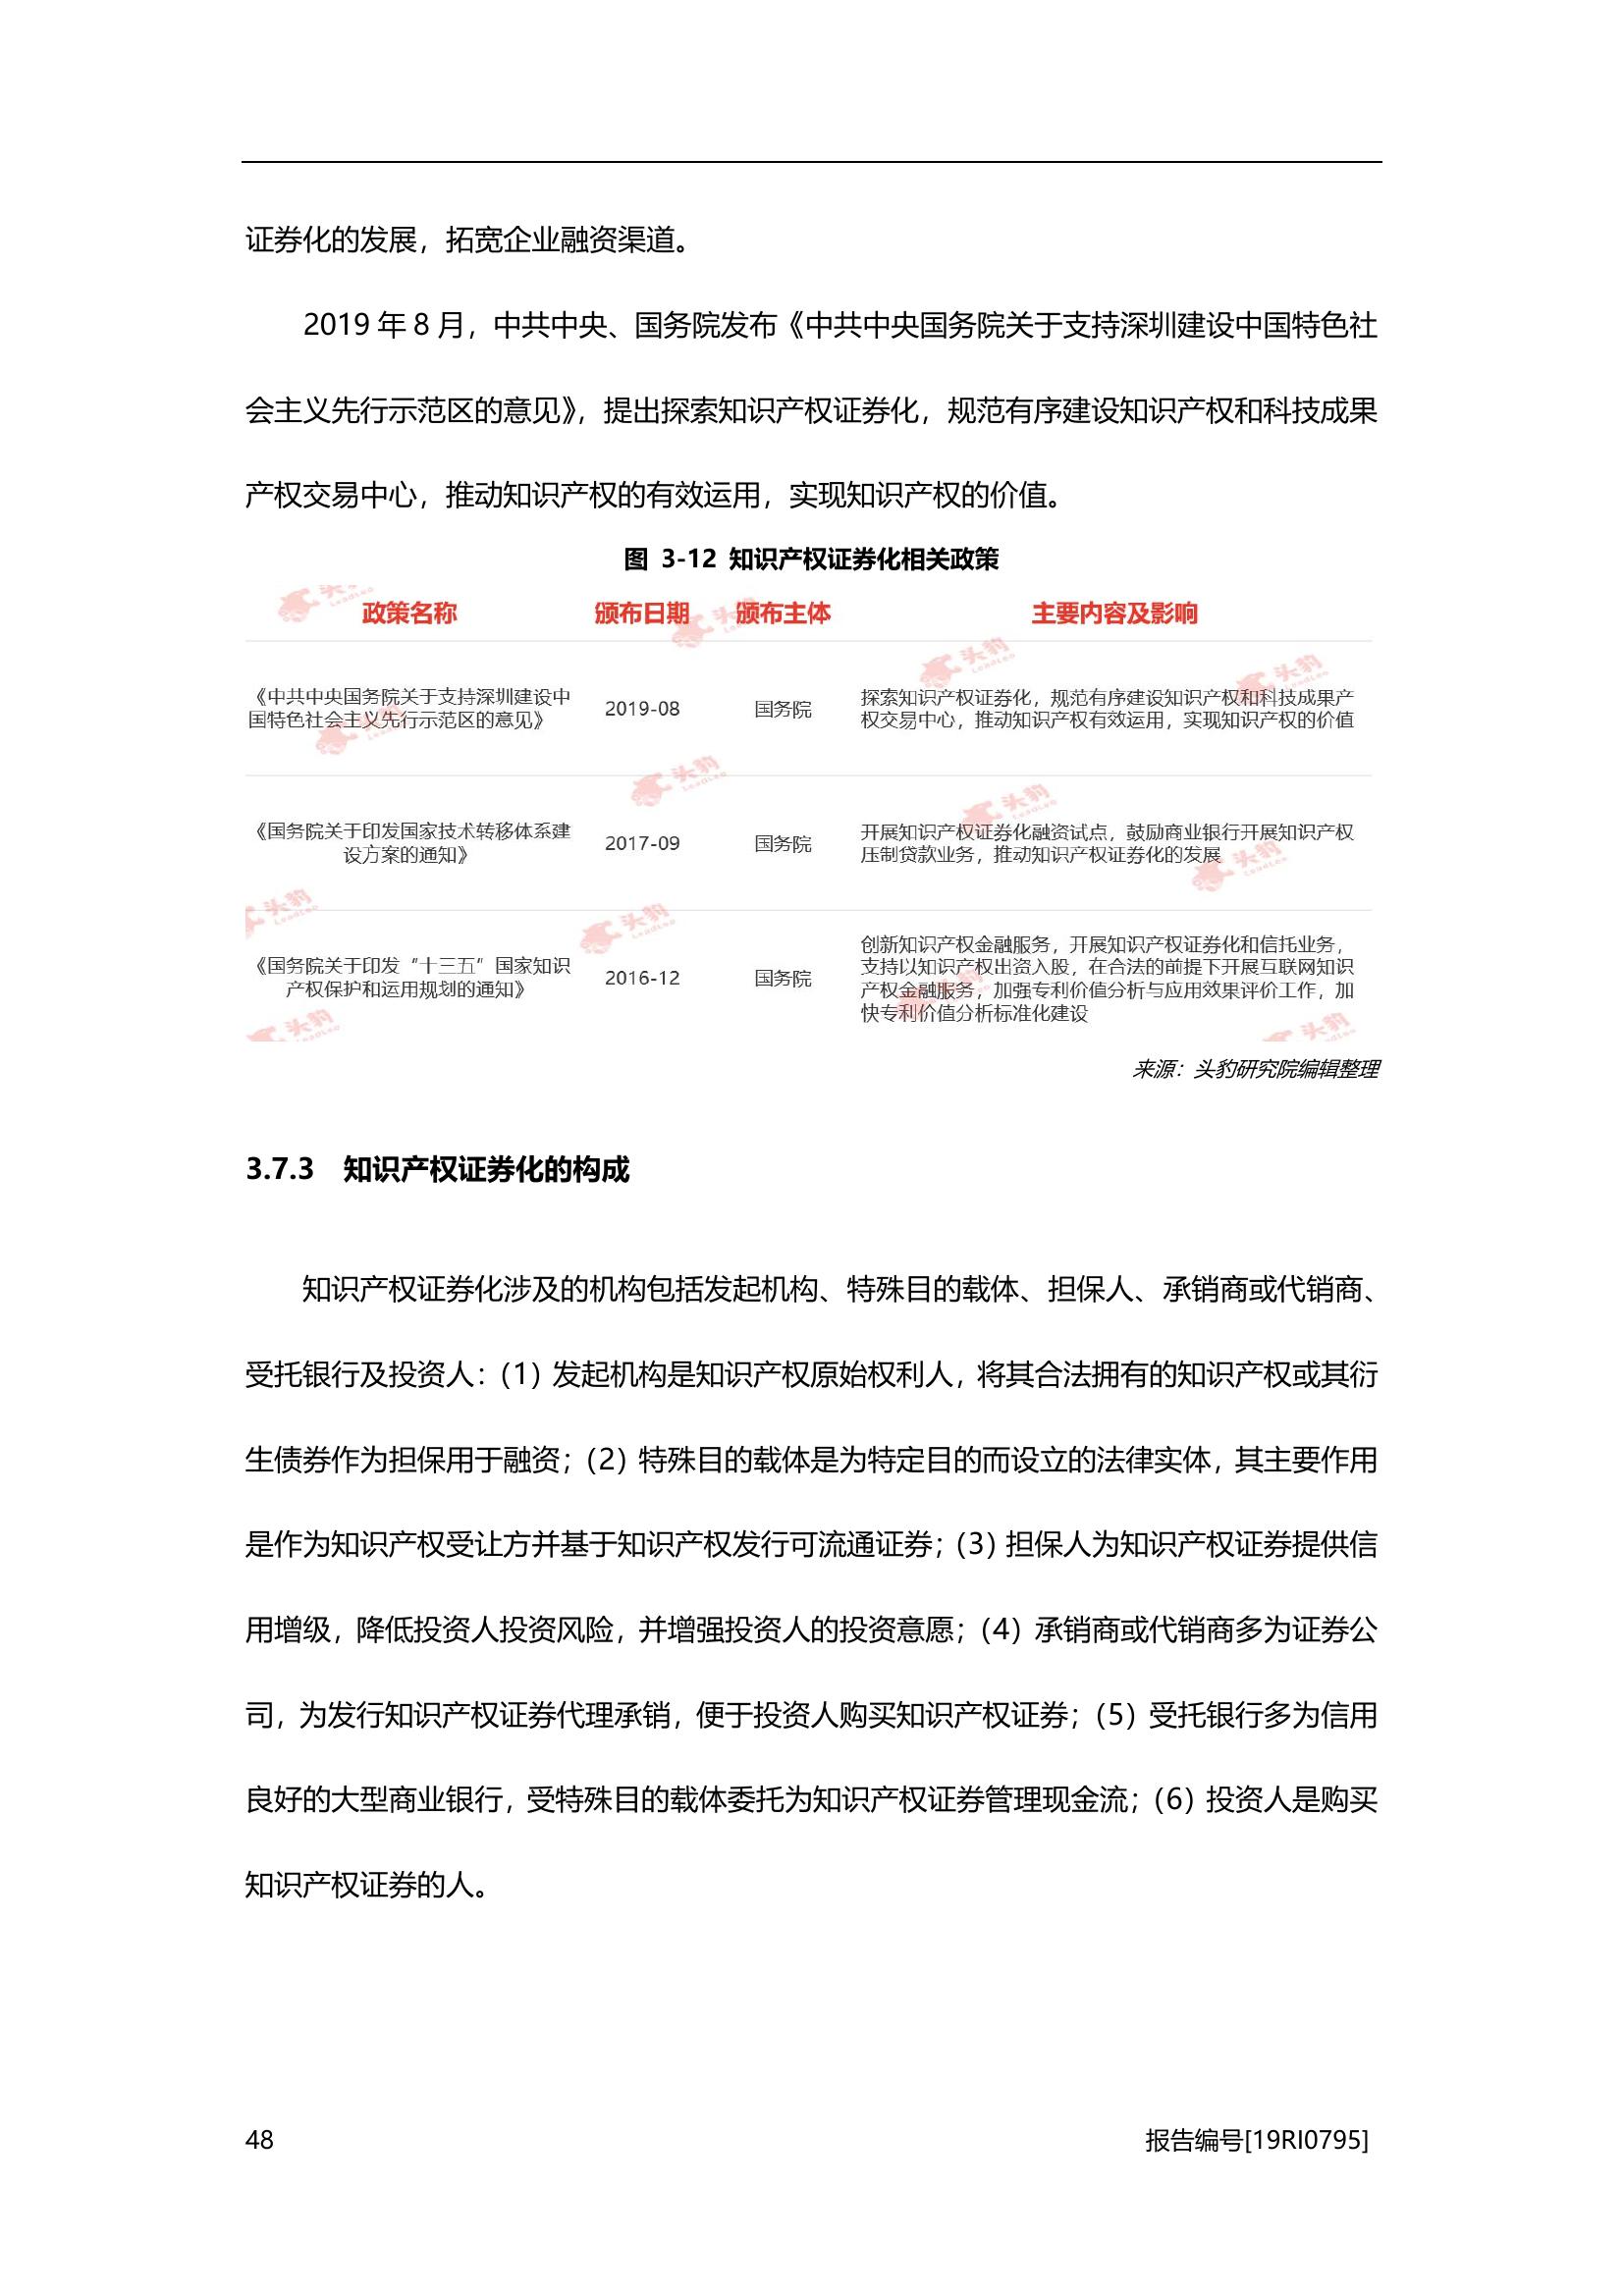 证券化的发展，拓宽企业融资渠道。
2019 年 8 月，中共中央、国务院发布《中共中央国务院关于支持深圳建设中国特色社
会主义先行示范区的意见》，提出探索知识产权证券化，规范有序建设知识产权和科技成果
产权交易中心，推动知识产权的有效运用，实现知识产权的价值。
图 3-12 知识产权证券化相关政策
政策名称 颁布日期 颁布主体 主要内容及影响
《中共中央国务院关于支持深圳建设中
国特色社会主义先行示范区的意见》
2019-08
国务院
探索知识产权证券化，规范有序建设知识产权和科技成果产
权交易中心，推动知识产权有效运用，实现知识产权的价值
《国务院关于印发国家技术转移体系建
设方案的通知》
2017-09
国务院
开展知识产权证券化融资试点，鼓励商业银行开展知识产权
压制贷款业务，推动知识产权证券化的发展
《国务院关于印发“十三五”国家知识
产权保护和运用规划的通知》
2016-12
国务院
创新知识产权金融服务，开展知识产权证券化和信托业务，
支持以知识产权出资入股，在合法的前提下开展互联网知识
产权金融服务，加强专利价值分析与应用效果评价工作，加
快专利价值分析标准化建设
来源：头豹研究院编辑整理
3.7.3 知识产权证券化的构成
知识产权证券化涉及的机构包括发起机构、特殊目的载体、担保人、承销商或代销商、
受托银行及投资人：（1）发起机构是知识产权原始权利人，将其合法拥有的知识产权或其衍
生债券作为担保用于融资；（2）特殊目的载体是为特定目的而设立的法律实体，其主要作用
是作为知识产权受让方并基于知识产权发行可流通证券；（3）担保人为知识产权证券提供信
用增级，降低投资人投资风险，并增强投资人的投资意愿；（4）承销商或代销商多为证券公
司，为发行知识产权证券代理承销，便于投资人购买知识产权证券；（5）受托银行多为信用
良好的大型商业银行，受特殊目的载体委托为知识产权证券管理现金流；（6）投资人是购买
知识产权证券的人。
48 报告编号[19RI0795]